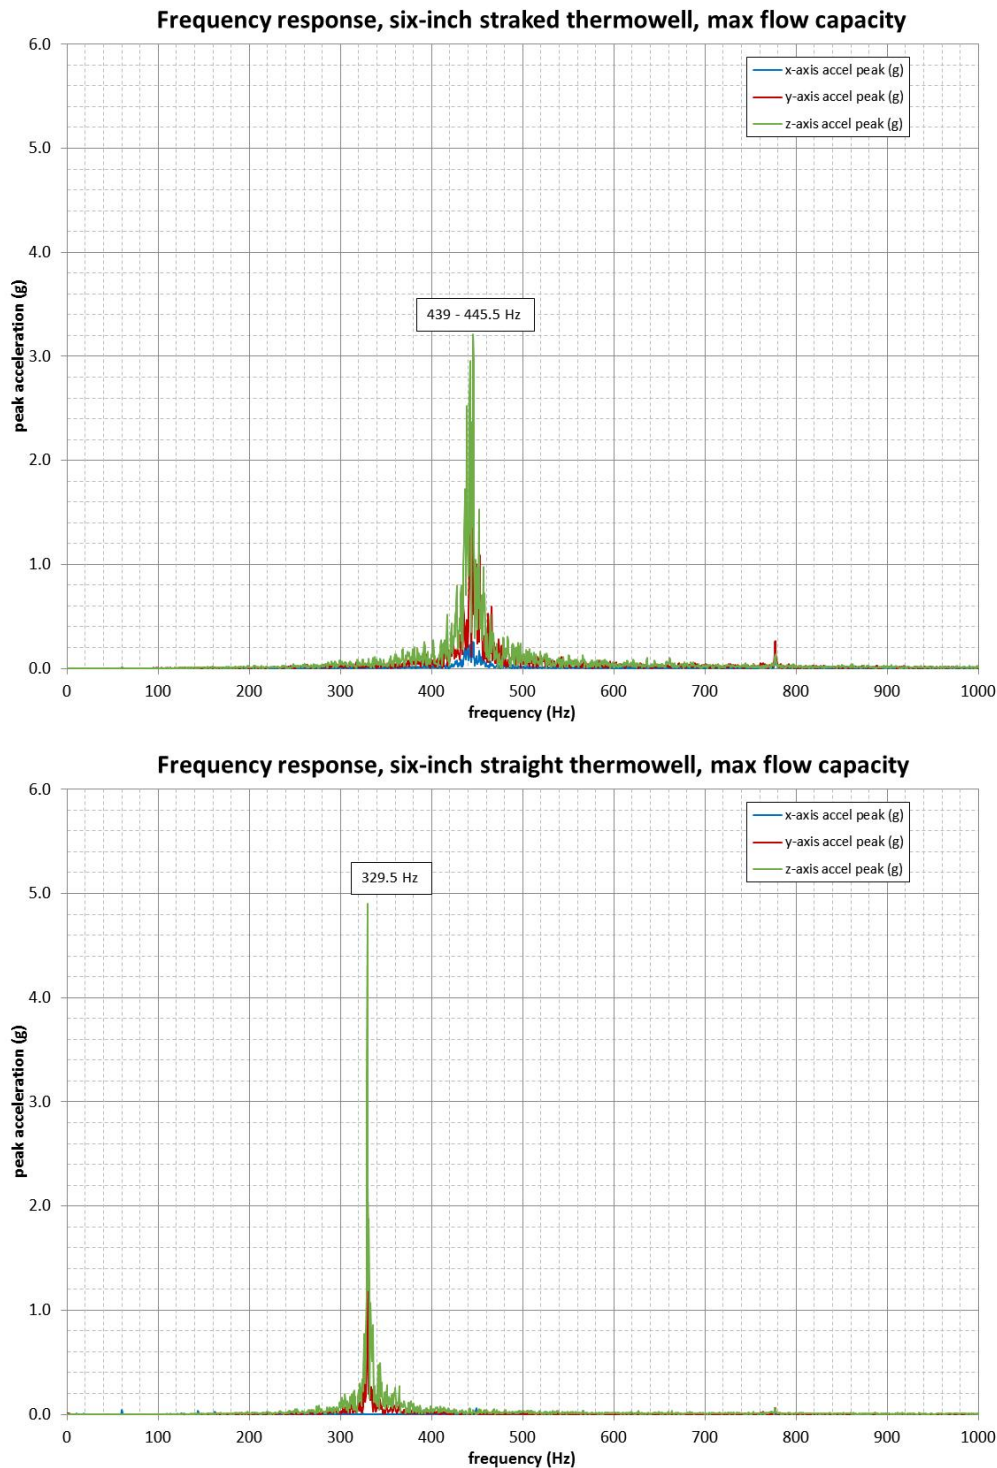 Frequency response, six-inch straked thermowell, max flow capacity
6.0
5.0
4.0
3.0
2.0
1.0
0.0
peak acceleration (g)
x-axis accel peak (g)
y-axis accel peak (g)
z-axis accel peak (g)
439 - 445.5 Hz
0 100 200 300 400 500 600 700 800 900 1000
frequency (Hz)
Frequency response, six-inch straight thermowell, max flow capacity
6.0
5.0
4.0
3.0
2.0
1.0
0.0
peak acceleration (g)
x-axis accel peak (g)
y-axis accel peak (g)
z-axis accel peak (g)
329.5 Hz
0 100 200 300 400 500 600 700 800 900 1000
frequency (Hz)